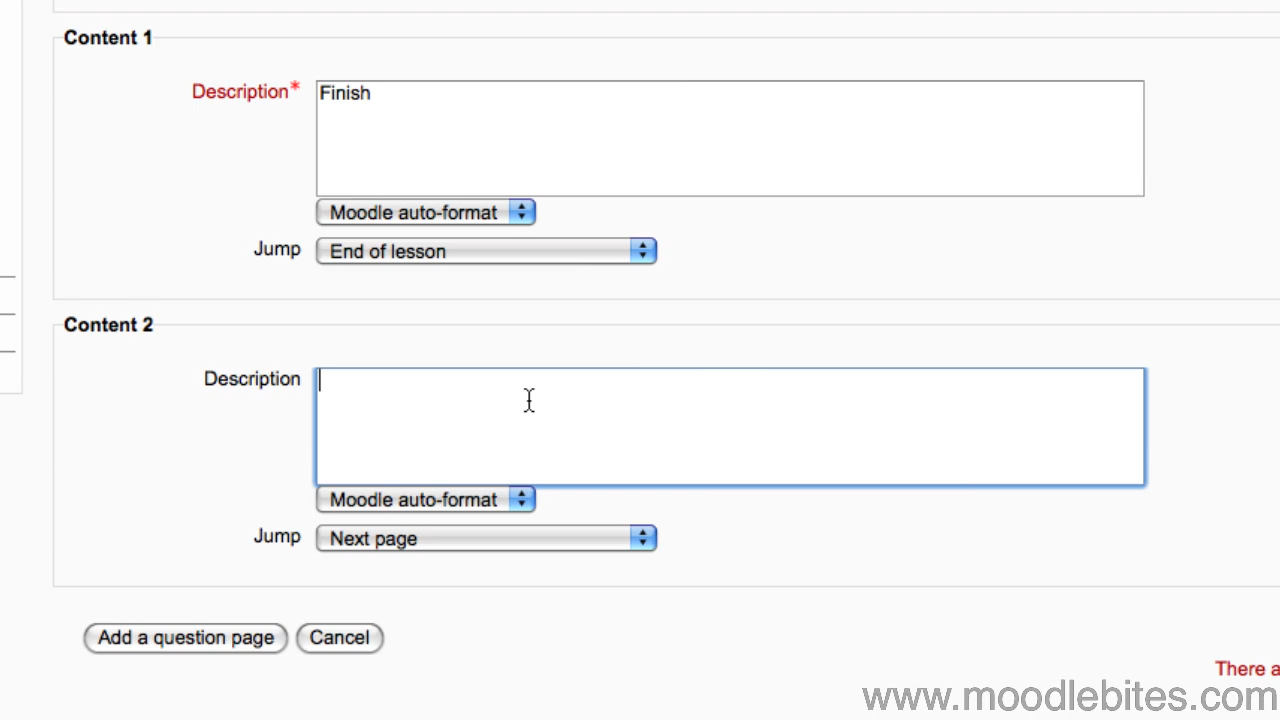 Content 1
Description*
Finish
Moodle auto-format
Jump
End of lesson
Content 2
Description
Moodle auto-format
Jump
Next page
Add a question page
Cancel
There a
www.moodlebites.com